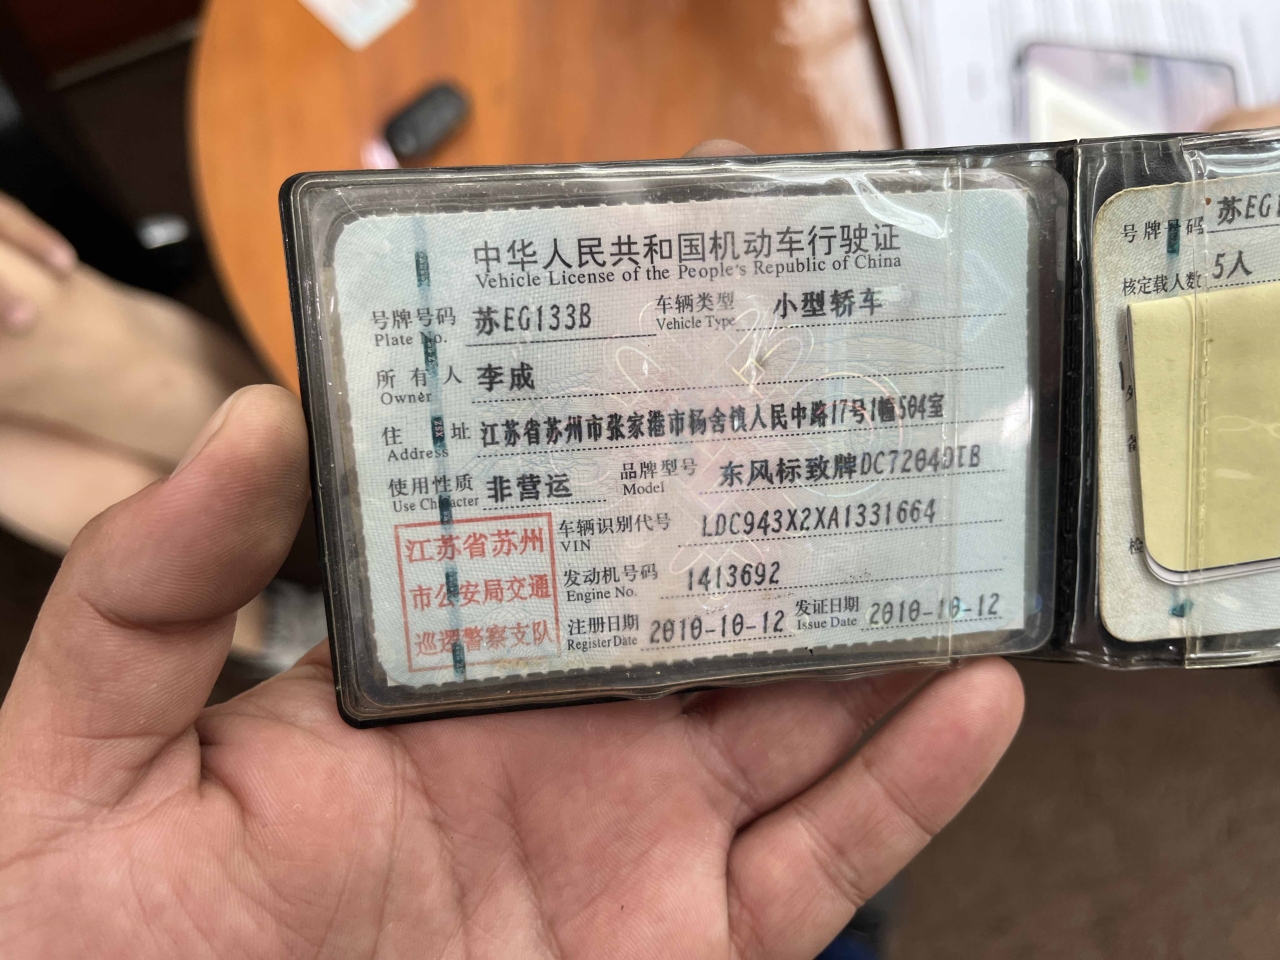 中华人民共和国机动车行驶证
Vehicle License of the People's Republic of China
号牌号码 苏EG133B 车辆类型 小型轿车
Plate No. Vehicle Type
所有人 李成
Owner
住址 江苏省苏州市张家港市杨舍镇人民中路17号1幢504室
Address
使用性质 非营运 品牌型号 东风标致牌DC7204DTB
Use Character Model
江苏省苏州
市公安局交通
巡逻警察支队
车辆识别代号 LDC943X2XA1331664
VIN
发动机号码 1413692
Engine No.
注册日期 2010-10-12 发证日期 2010-10-12
Register Date Issue Date
号牌号码 苏EG1
核定载人数 5人
检